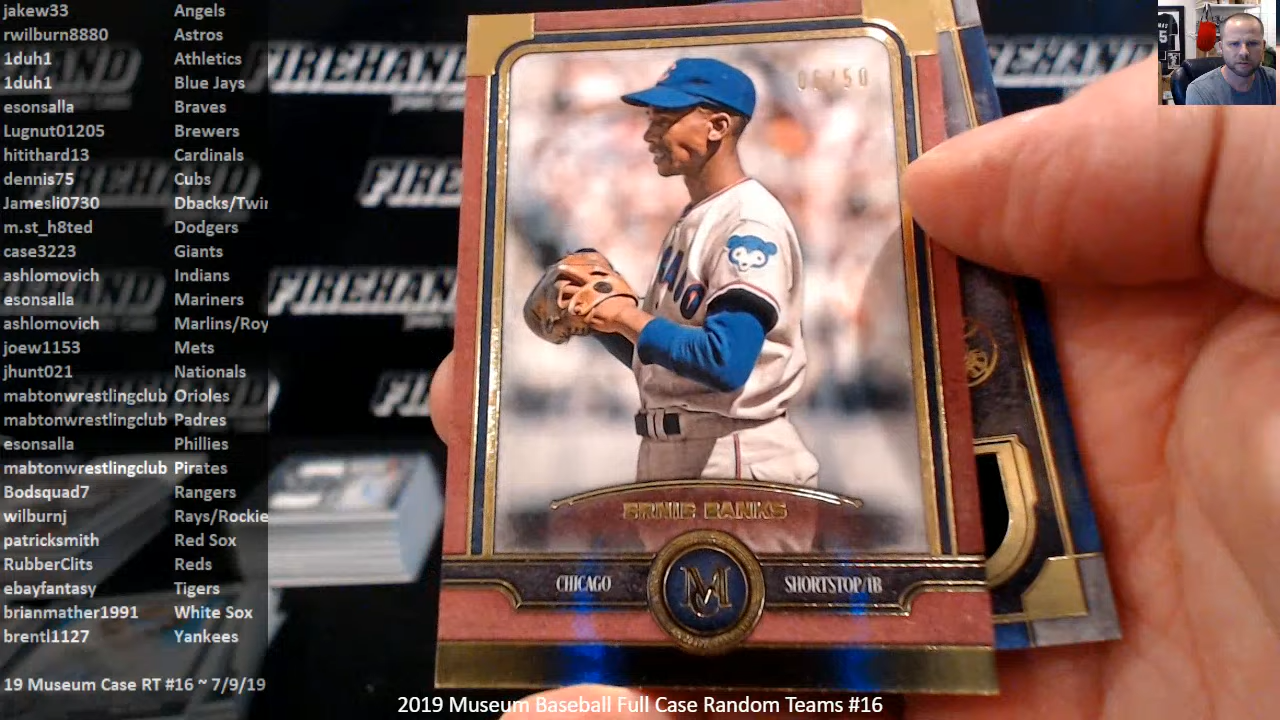 jakew33 Angels
rwilburn8880 Astros
1duh1 Athletics
1duh1 Blue Jays
esonsalla Braves
Lugnut01205 Brewers
hitithard13 Cardinals
dennis75 Cubs
Jamesli0730 Dbacks/Twin
m.st_h8ted Dodgers
case3223 Giants
ashlomovich Indians
esonsalla Mariners
ashlomovich Marlins/Roy
joew1153 Mets
jhunt021 Nationals
mabtonwrestlingclub Orioles
mabtonwrestlingclub Padres
esonsalla Phillies
mabtonwrestlingclub Pirates
Bodsquad7 Rangers
wilburnj Rays/Rockie
patricksmith Red Sox
RubberClits Reds
ebayfantasy Tigers
brianmather1991 White Sox
brentl1127 Yankees
19 Museum Case RT #16 ~ 7/9/19
FIREHAND
ERNIE BANKS
CHICAGO
M
SHORTSTOP/1B
2019 Museum Baseball Full Case Random Teams #16